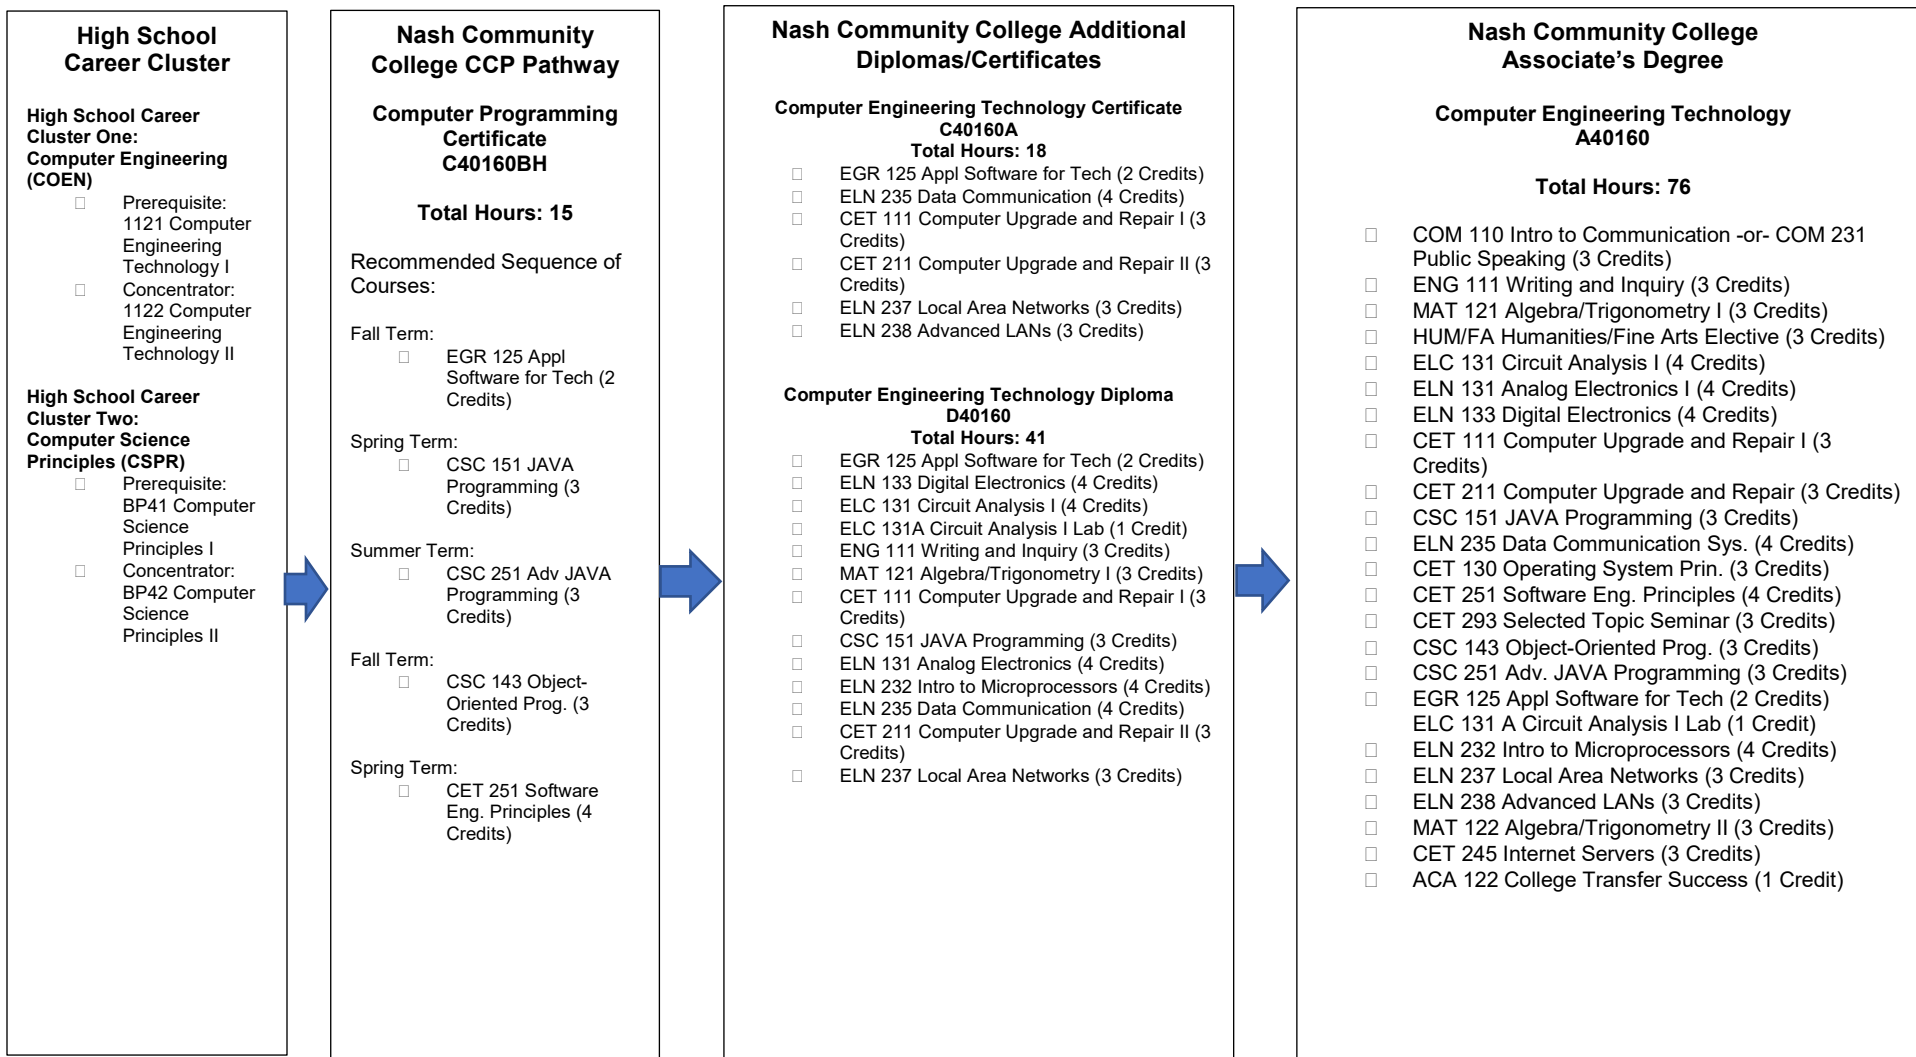 High School
Career Cluster
High School Career
Cluster One:
Computer Engineering
(COEN)
Prerequisite:
1121 Computer
Engineering
Technology I
Concentrator:
1122 Computer
Engineering
Technology II
High School Career
Cluster Two:
Computer Science
Principles (CSPR)
Prerequisite:
BP41 Computer
Science
Principles I
Concentrator:
BP42 Computer
Science
Principles II
Nash Community
College CCP Pathway
Computer Programming
Certificate
C40160BH
Total Hours: 15
Recommended Sequence of
Courses:
Fall Term:
EGR 125 Appl
Software for Tech (2
Credits)
Spring Term:
CSC 151 JAVA
Programming (3
Credits)
Summer Term:
CSC 251 Adv JAVA
Programming (3
Credits)
Fall Term:
CSC 143 Object-
Oriented Prog. (3
Credits)
Spring Term:
CET 251 Software
Eng. Principles (4
Credits)
Nash Community College Additional
Diplomas/Certificates
Computer Engineering Technology Certificate
C40160A
Total Hours: 18
EGR 125 Appl Software for Tech (2 Credits)
ELN 235 Data Communication (4 Credits)
CET 111 Computer Upgrade and Repair I (3
Credits)
CET 211 Computer Upgrade and Repair II (3
Credits)
ELN 237 Local Area Networks (3 Credits)
ELN 238 Advanced LANs (3 Credits)
Computer Engineering Technology Diploma
D40160
Total Hours: 41
EGR 125 Appl Software for Tech (2 Credits)
ELN 133 Digital Electronics (4 Credits)
ELC 131 Circuit Analysis I (4 Credits)
ELC 131A Circuit Analysis I Lab (1 Credit)
ENG 111 Writing and Inquiry (3 Credits)
MAT 121 Algebra/Trigonometry I (3 Credits)
CET 111 Computer Upgrade and Repair I (3
Credits)
CSC 151 JAVA Programming (3 Credits)
ELN 131 Analog Electronics (4 Credits)
ELN 232 Intro to Microprocessors (4 Credits)
ELN 235 Data Communication (4 Credits)
CET 211 Computer Upgrade and Repair II (3
Credits)
ELN 237 Local Area Networks (3 Credits)
Nash Community College
Associate's Degree
Computer Engineering Technology
A40160
Total Hours: 76
COM 110 Intro to Communication -or- COM 231
Public Speaking (3 Credits)
ENG 111 Writing and Inquiry (3 Credits)
MAT 121 Algebra/Trigonometry I (3 Credits)
HUM/FA Humanities/Fine Arts Elective (3 Credits)
ELC 131 Circuit Analysis I (4 Credits)
ELN 131 Analog Electronics I (4 Credits)
ELN 133 Digital Electronics (4 Credits)
CET 111 Computer Upgrade and Repair I (3
Credits)
CET 211 Computer Upgrade and Repair (3 Credits)
CSC 151 JAVA Programming (3 Credits)
ELN 235 Data Communication Sys. (4 Credits)
CET 130 Operating System Prin. (3 Credits)
CET 251 Software Eng. Principles (4 Credits)
CET 293 Selected Topic Seminar (3 Credits)
CSC 143 Object-Oriented Prog. (3 Credits)
CSC 251 Adv. JAVA Programming (3 Credits)
EGR 125 Appl Software for Tech (2 Credits)
ELC 131 A Circuit Analysis I Lab (1 Credit)
ELN 232 Intro to Microprocessors (4 Credits)
ELN 237 Local Area Networks (3 Credits)
ELN 238 Advanced LANs (3 Credits)
MAT 122 Algebra/Trigonometry II (3 Credits)
CET 245 Internet Servers (3 Credits)
ACA 122 College Transfer Success (1 Credit)